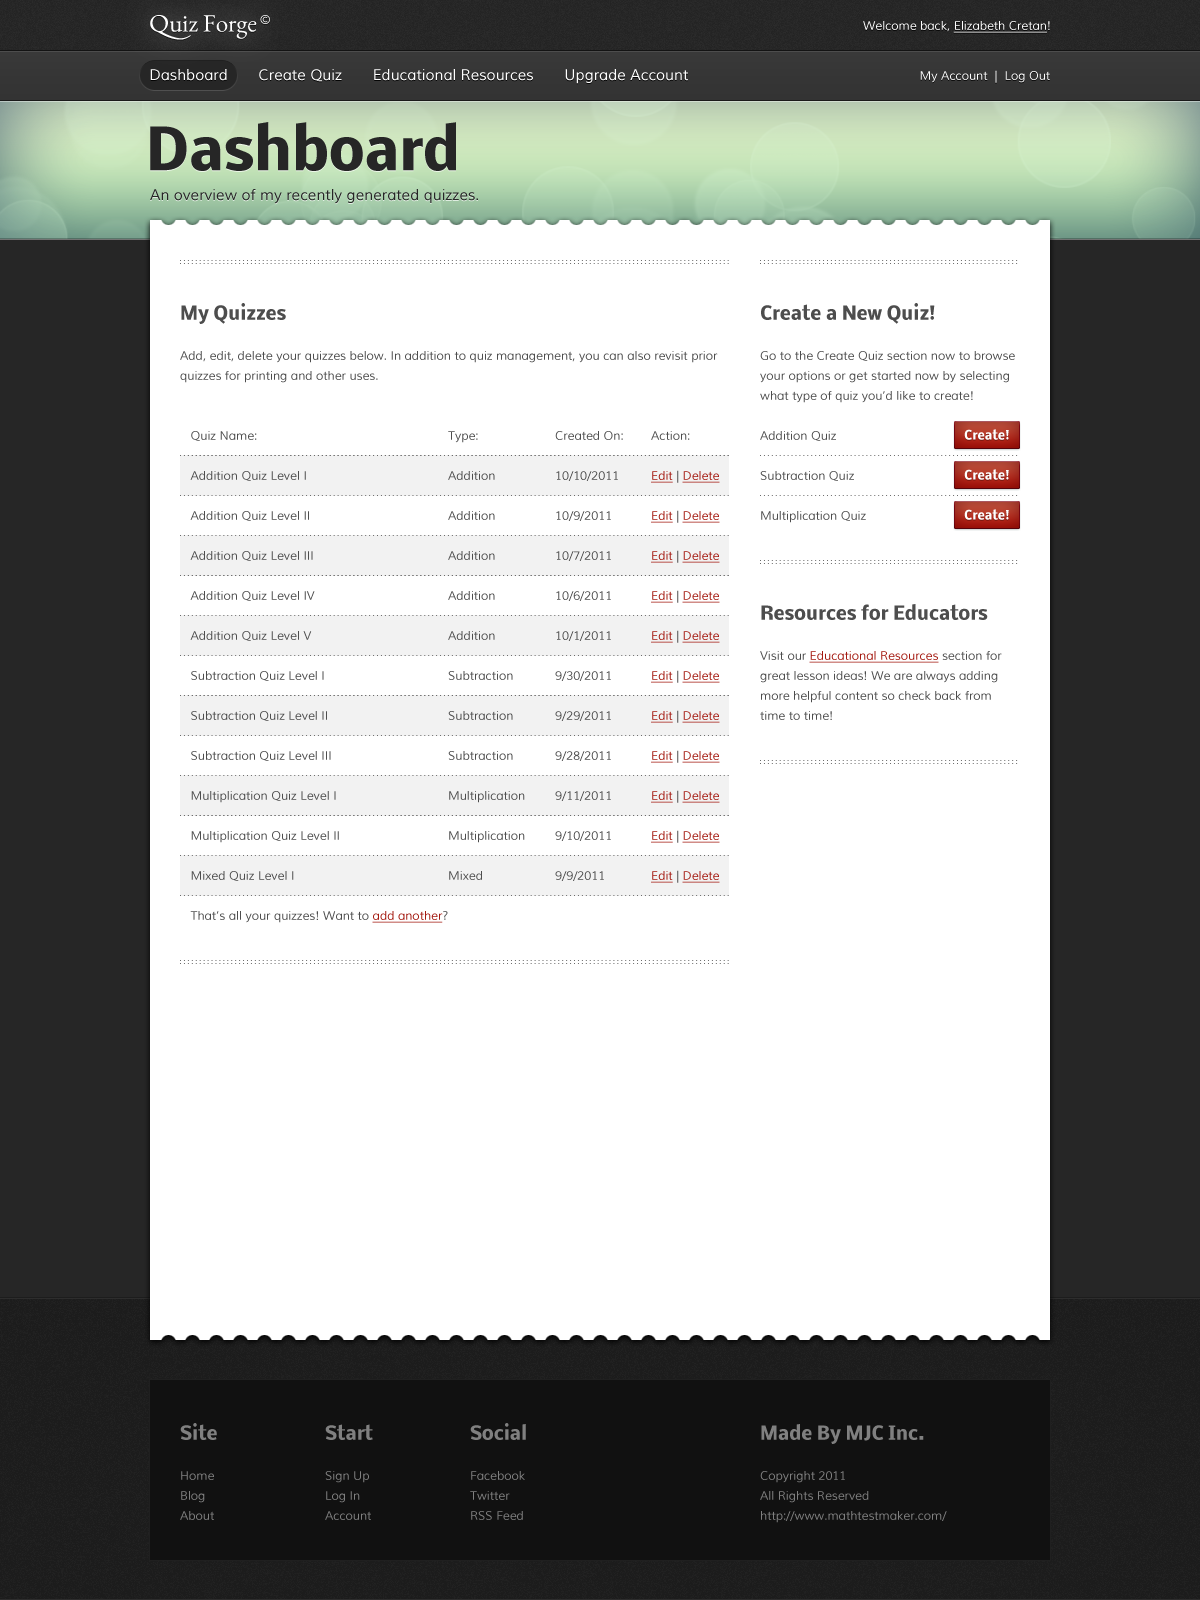 Quiz Forge©
Welcome back, Elizabeth Cretan!
Dashboard Create Quiz Educational Resources Upgrade Account
My Account | Log Out
Dashboard
An overview of my recently generated quizzes.
My Quizzes
Add, edit, delete your quizzes below. In addition to quiz management, you can also revisit prior
quizzes for printing and other uses.
Quiz Name: Type: Created On: Action:
Addition Quiz Level I Addition 10/10/2011 Edit | Delete
Addition Quiz Level II Addition 10/9/2011 Edit | Delete
Addition Quiz Level III Addition 10/7/2011 Edit | Delete
Addition Quiz Level IV Addition 10/6/2011 Edit | Delete
Addition Quiz Level V Addition 10/1/2011 Edit | Delete
Subtraction Quiz Level I Subtraction 9/30/2011 Edit | Delete
Subtraction Quiz Level II Subtraction 9/29/2011 Edit | Delete
Subtraction Quiz Level III Subtraction 9/28/2011 Edit | Delete
Multiplication Quiz Level I Multiplication 9/11/2011 Edit | Delete
Multiplication Quiz Level II Multiplication 9/10/2011 Edit | Delete
Mixed Quiz Level I Mixed 9/9/2011 Edit | Delete
That's all your quizzes! Want to add another?
Create a New Quiz!
Go to the Create Quiz section now to browse
your options or get started now by selecting
what type of quiz you'd like to create!
Addition Quiz Create!
Subtraction Quiz Create!
Multiplication Quiz Create!
Resources for Educators
Visit our Educational Resources section for
great lesson ideas! We are always adding
more helpful content so check back from
time to time!
Site
Home
Blog
About
Start
Sign Up
Log In
Account
Social
Facebook
Twitter
RSS Feed
Made By MJC Inc.
Copyright 2011
All Rights Reserved
http://www.mathtestmaker.com/